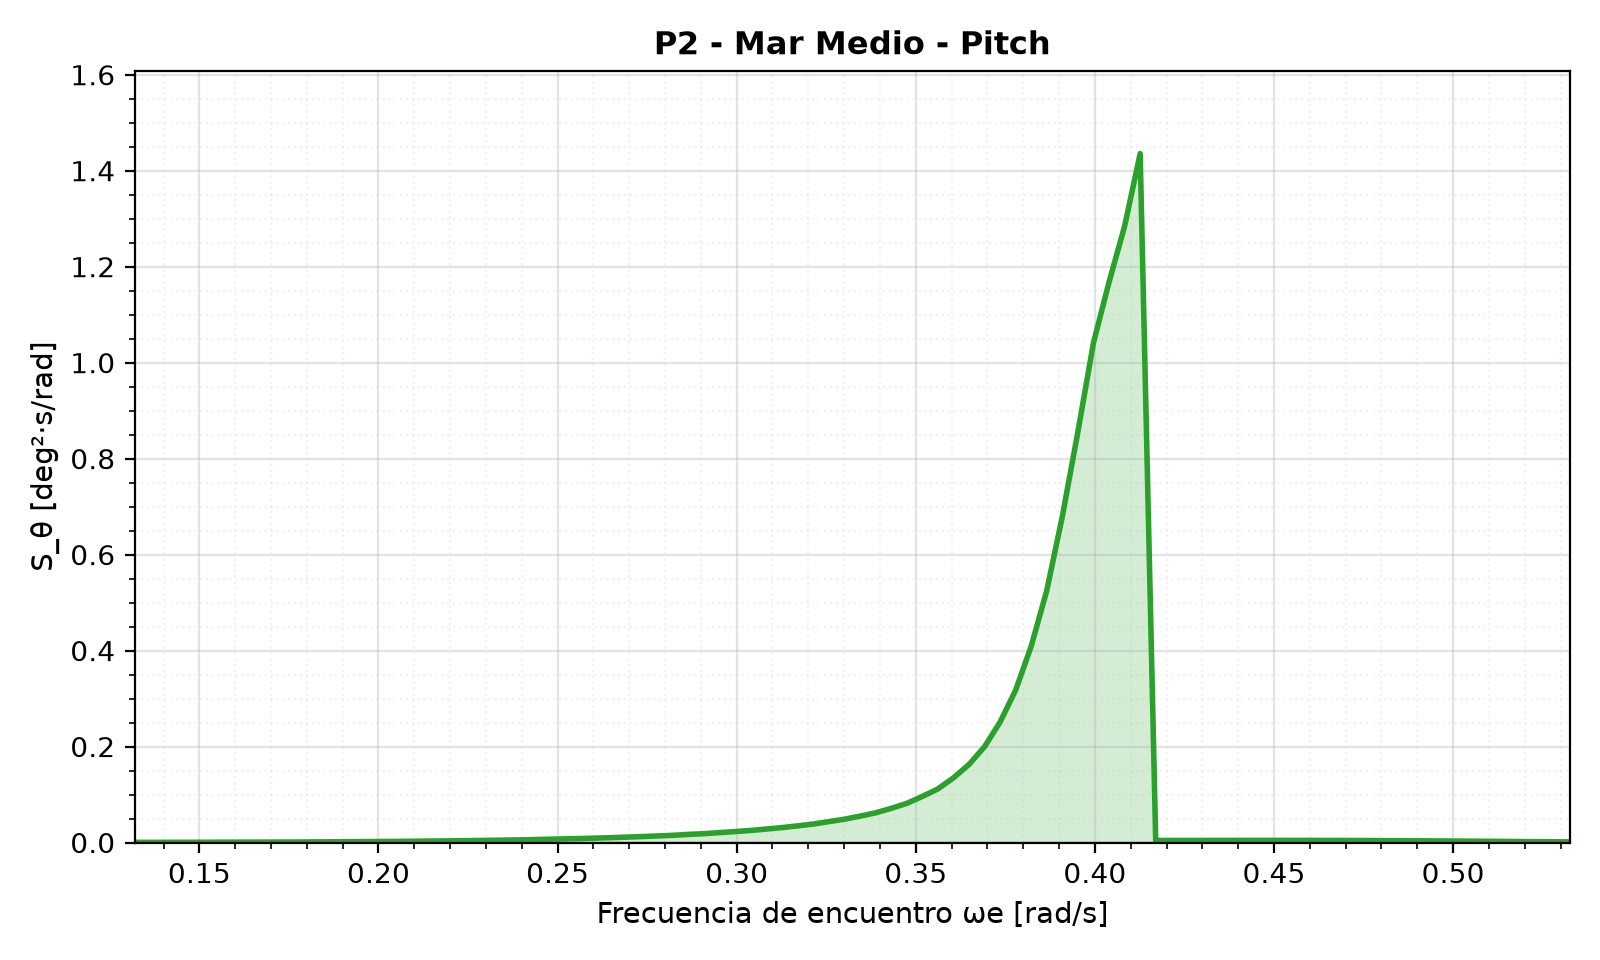 P2 - Mar Medio - Pitch
S_θ [deg²·s/rad]
1.6
1.4
1.2
1.0
0.8
0.6
0.4
0.2
0.0
0.15 0.20 0.25 0.30 0.35 0.40 0.45 0.50
Frecuencia de encuentro ωe [rad/s]